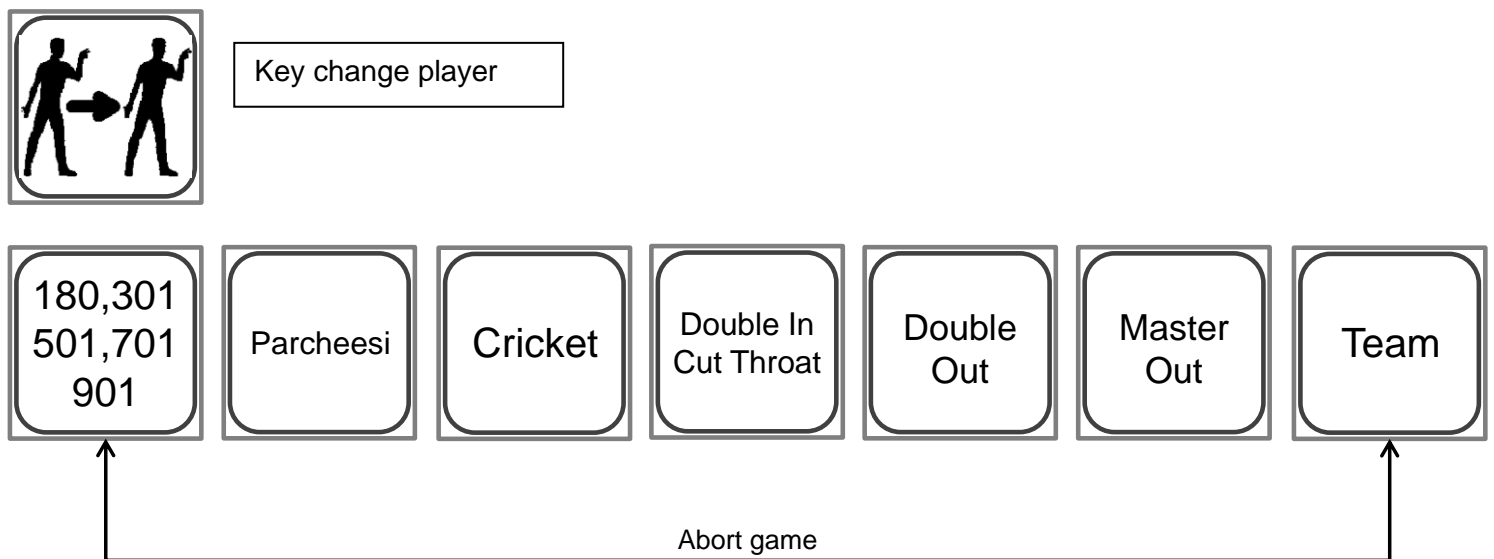 Key change player
180,301
501,701
901
Parcheesi
Cricket
Double In
Cut Throat
Double
Out
Master
Out
Team
Abort game